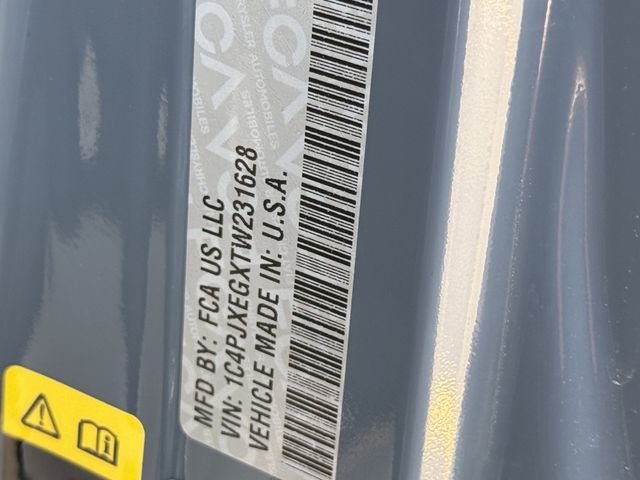 MFD BY: FCA US LLC
VIN: 1C4PJXEGXTW231628
VEHICLE MADE IN: U.S.A.